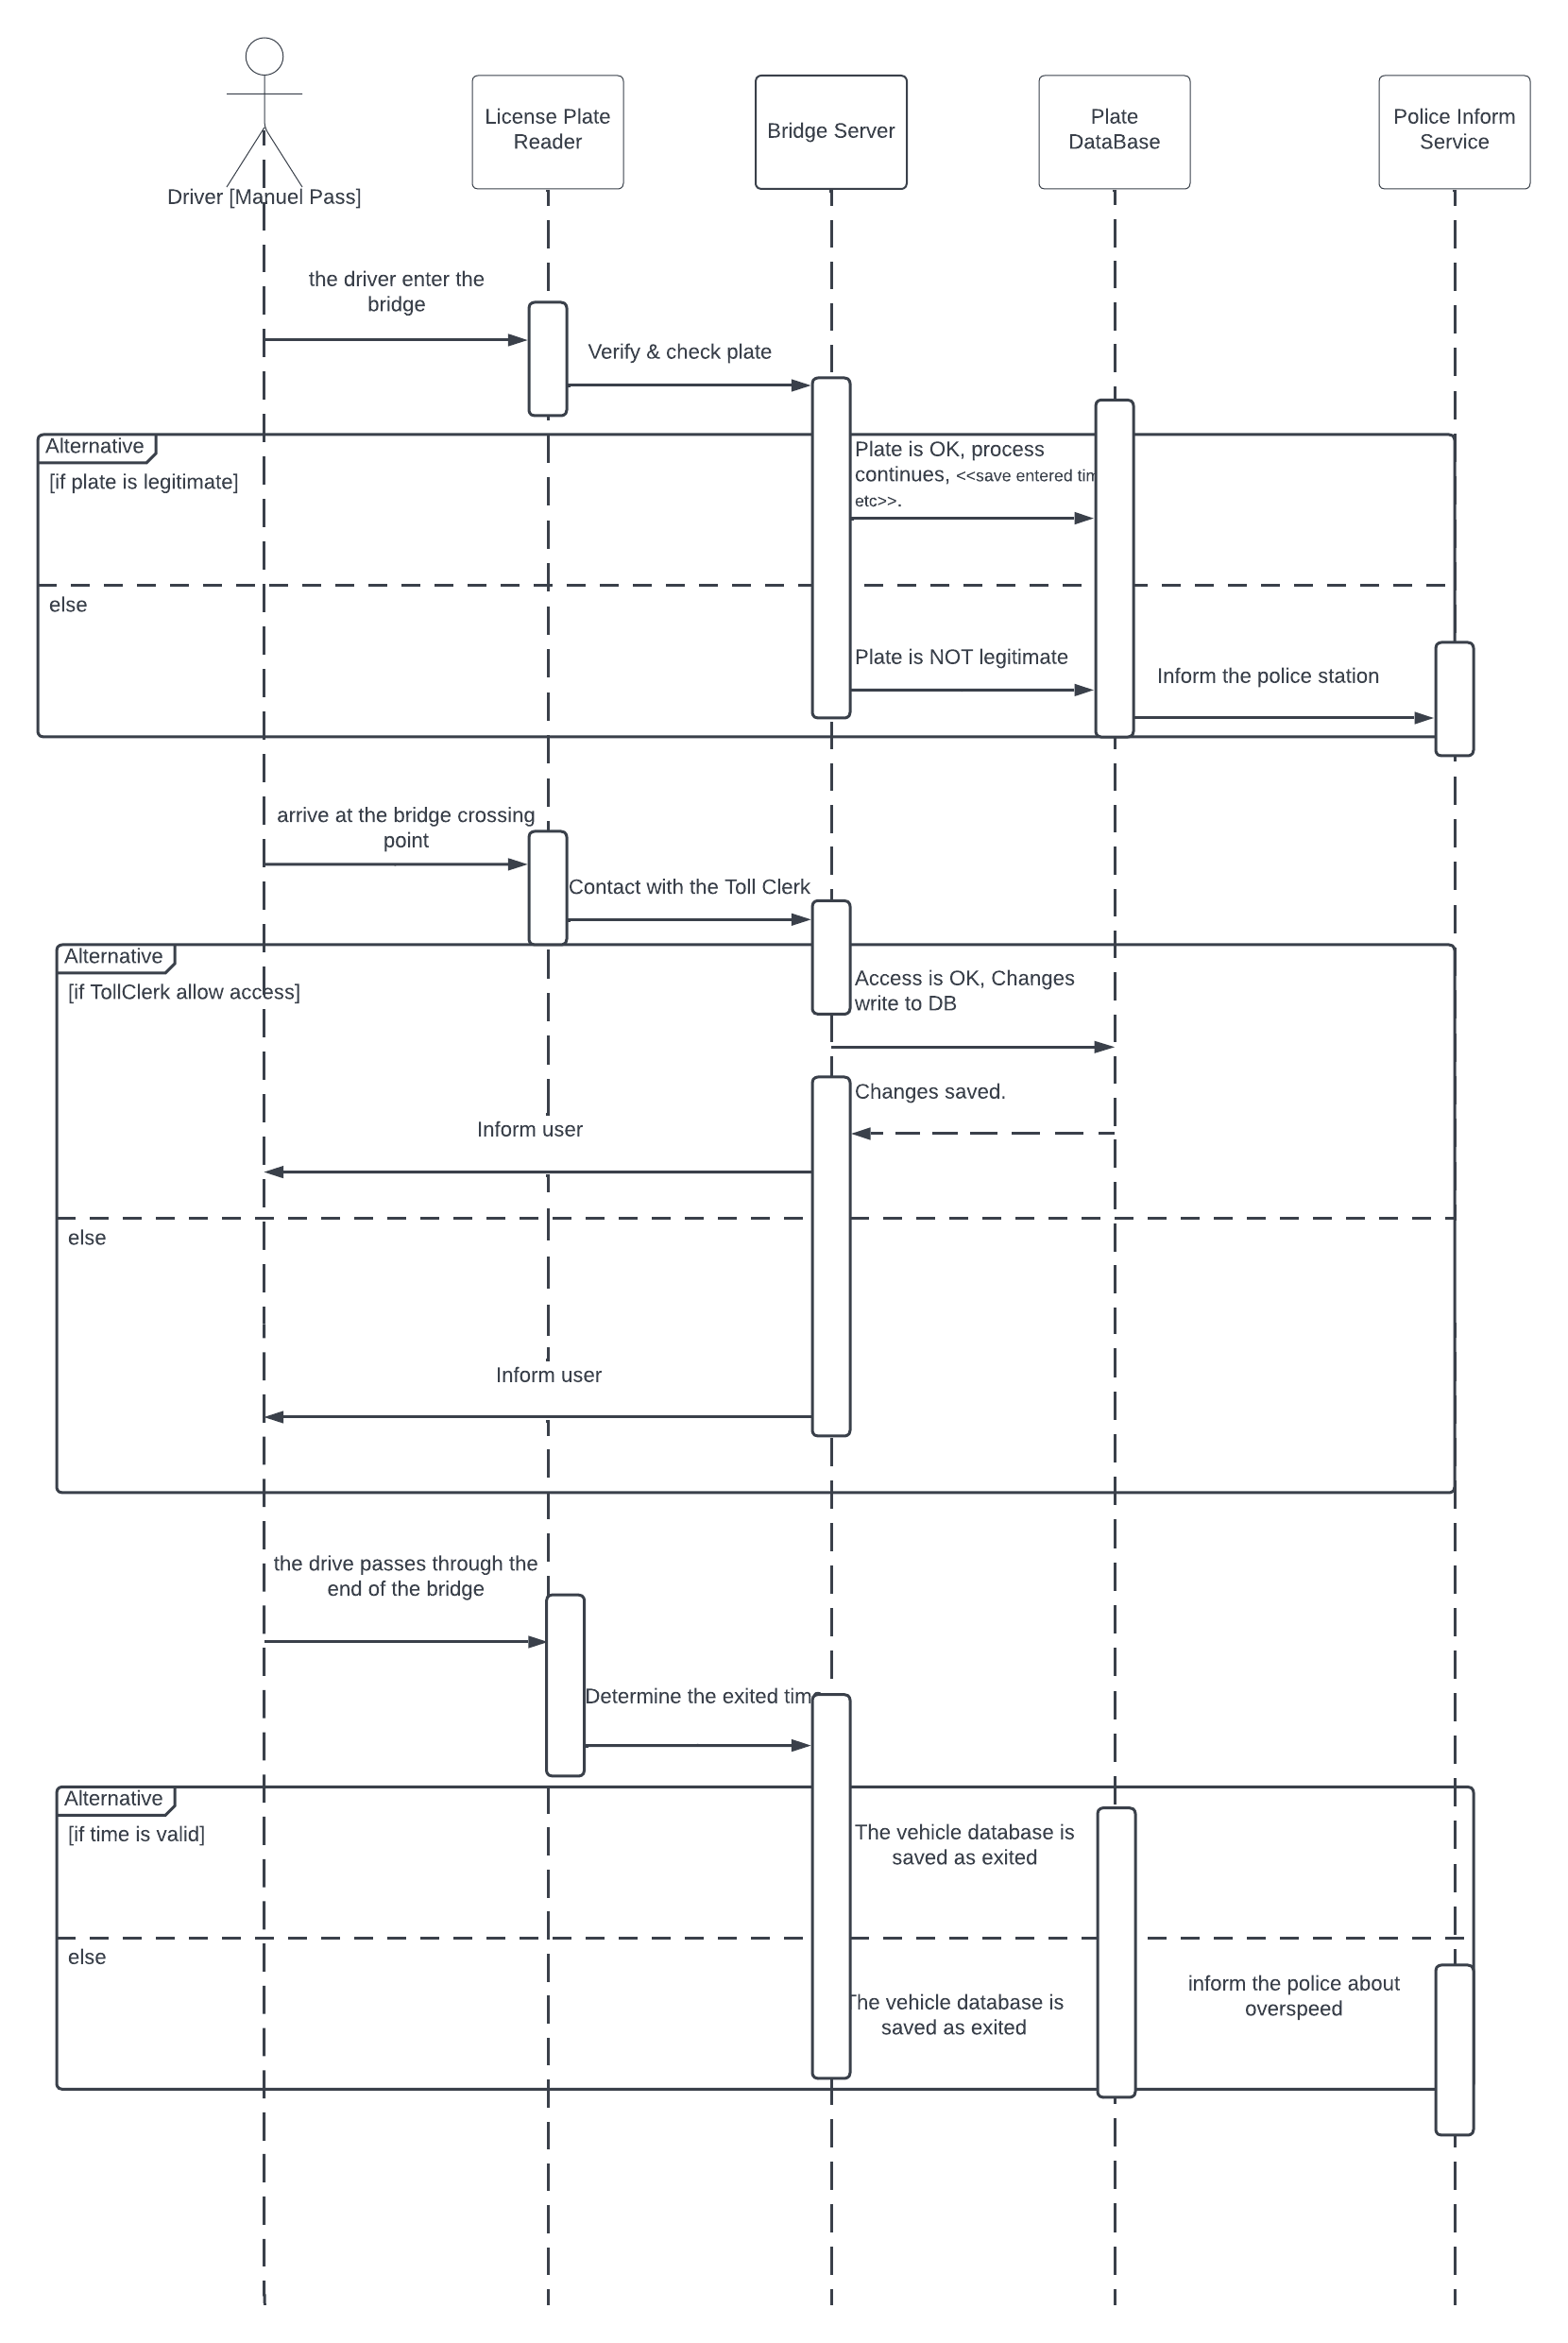 License Plate
Reader
Bridge Server
Plate
DataBase
Police Inform
Service
Driver [Manuel Pass]
the driver enter the
bridge
Verify & check plate
Alternative
[if plate is legitimate]
Plate is OK, process
continues, <<save entered tim
etc>>.
else
Plate is NOT legitimate
Inform the police station
arrive at the bridge crossing
point
Contact with the Toll Clerk
Alternative
[if TollClerk allow access]
Access is OK, Changes
write to DB
Changes saved.
Inform user
else
Inform user
the drive passes through the
end of the bridge
Determine the exited time
Alternative
[if time is valid]
The vehicle database is
saved as exited
else
The vehicle database is
saved as exited
inform the police about
overspeed